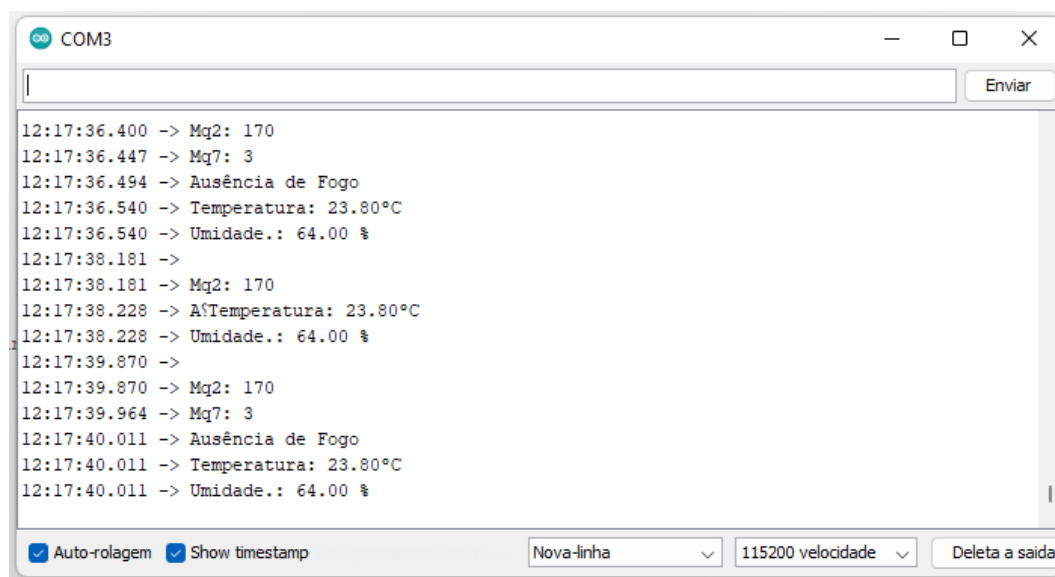 COM3
Enviar
12:17:36.400 -> Mq2: 170
12:17:36.447 -> Mq7: 3
12:17:36.494 -> Ausência de Fogo
12:17:36.540 -> Temperatura: 23.80°C
12:17:36.540 -> Umidade.: 64.00 %
12:17:38.181 ->
12:17:38.181 -> Mq2: 170
12:17:38.228 -> A⸮Temperatura: 23.80°C
12:17:38.228 -> Umidade.: 64.00 %
12:17:39.870 ->
12:17:39.870 -> Mq2: 170
12:17:39.964 -> Mq7: 3
12:17:40.011 -> Ausência de Fogo
12:17:40.011 -> Temperatura: 23.80°C
12:17:40.011 -> Umidade.: 64.00 %
Auto-rolagem Show timestamp Nova-linha 115200 velocidade Deleta a saida